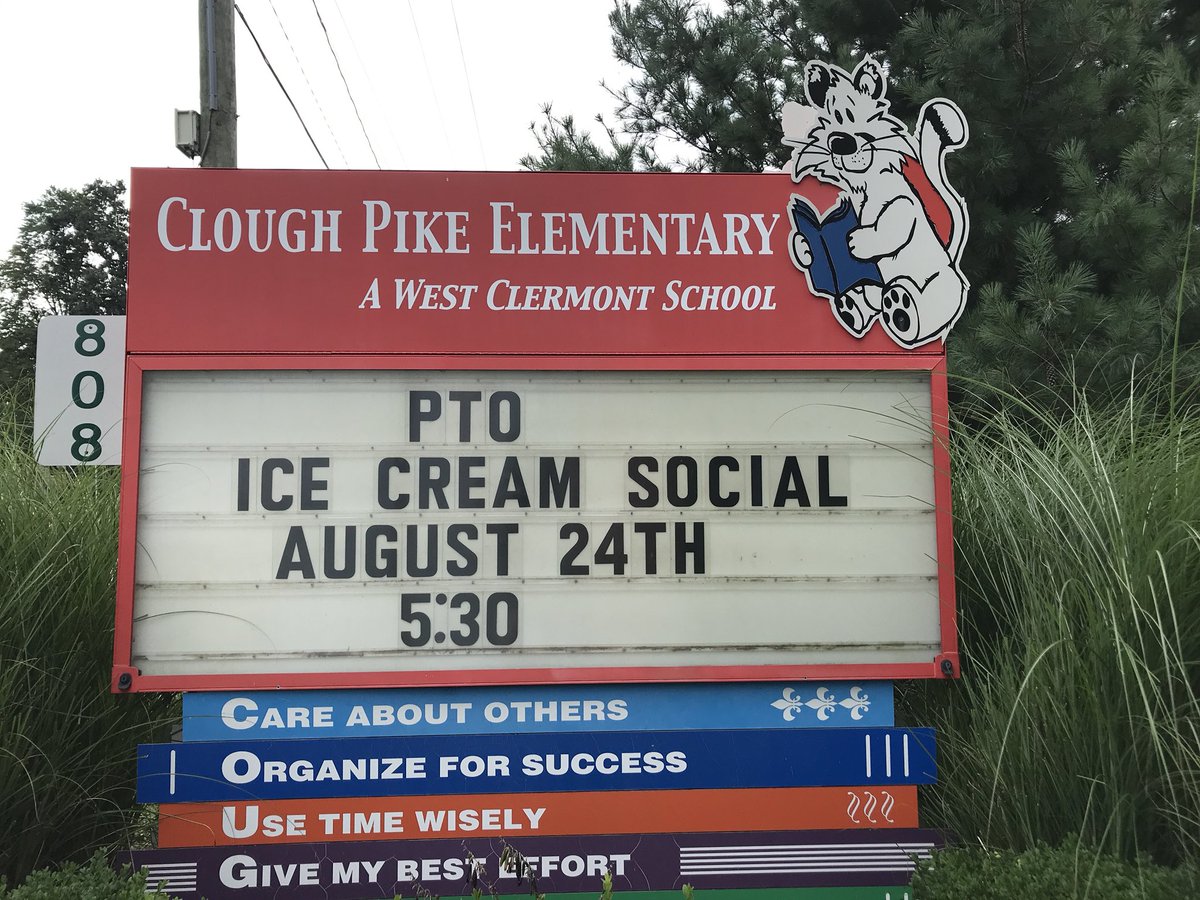 CLOUGH PIKE ELEMENTARY
A WEST CLERMONT SCHOOL
808
PTO
ICE CREAM SOCIAL
AUGUST 24TH
5:30
CARE ABOUT OTHERS
ORGANIZE FOR SUCCESS
USE TIME WISELY
GIVE MY BEST EFFORT